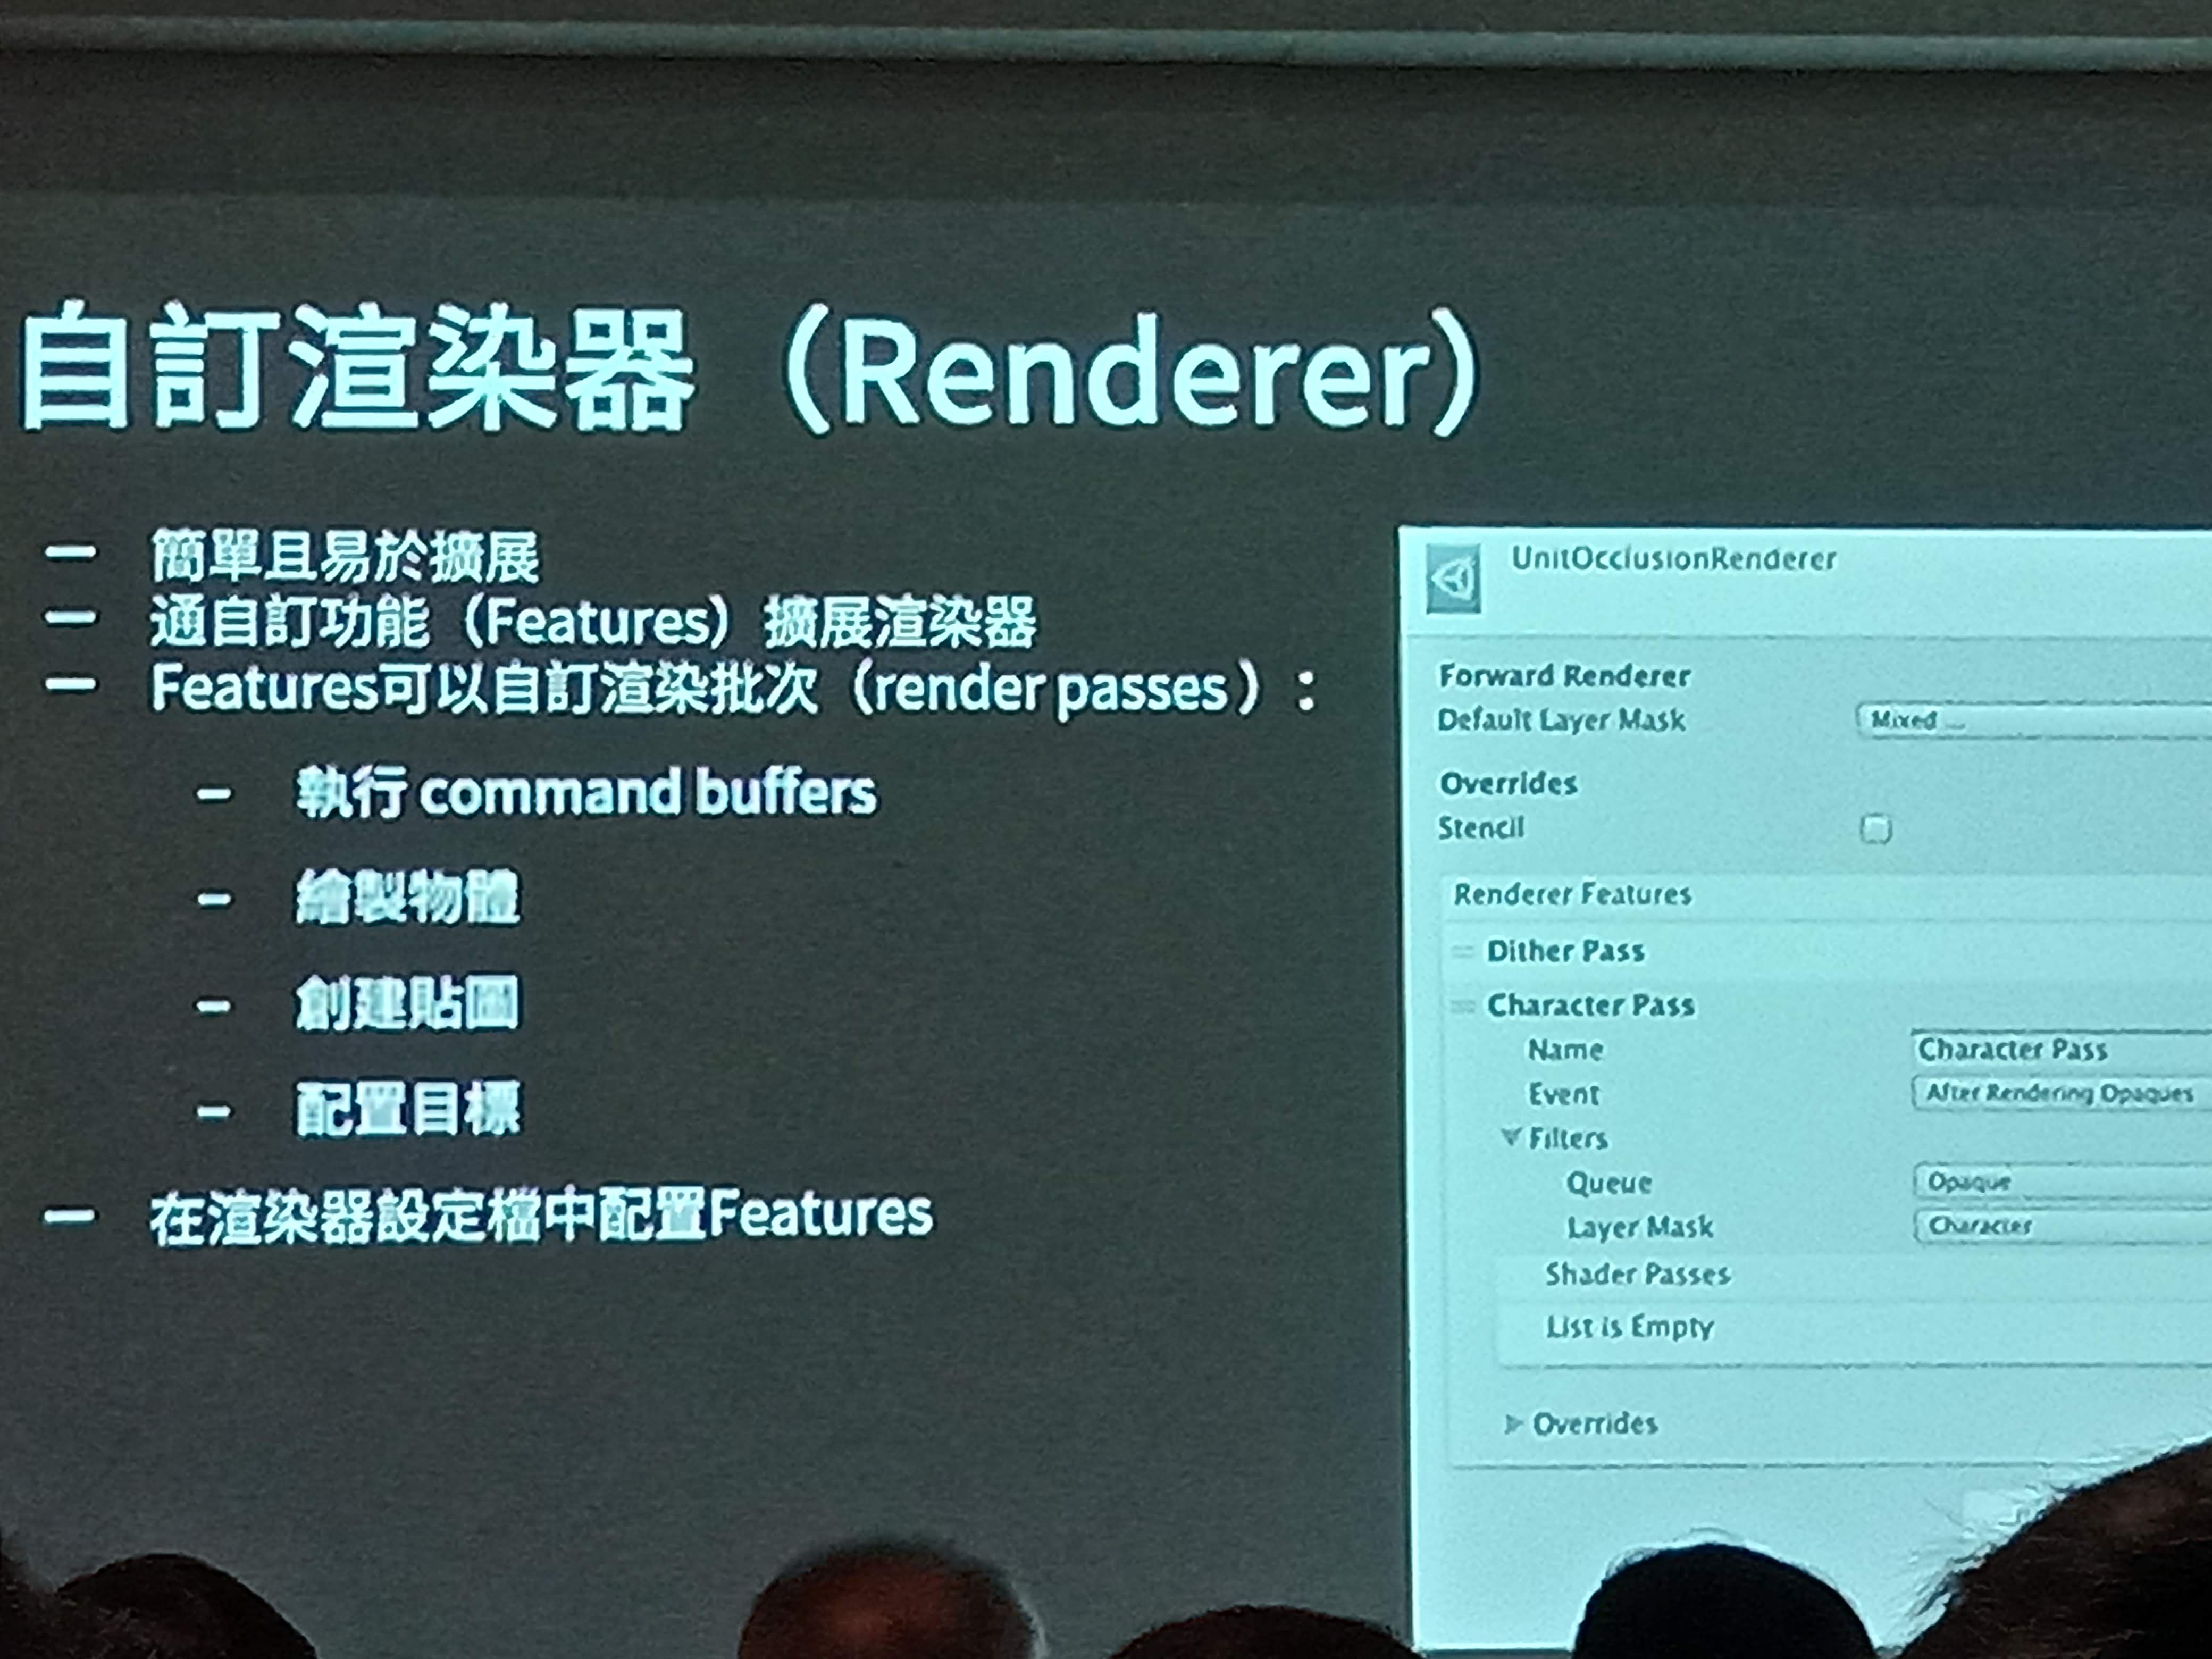 自訂渲染器（Renderer）
— 簡單且易於擴展
— 通自訂功能（Features）擴展渲染器
— Features可以自訂渲染批次（render passes）：
– 執行 command buffers
– 繪製物體
– 創建貼圖
– 配置目標
— 在渲染器設定檔中配置Features
UnitOcclusionRenderer
Forward Renderer
Default Layer Mask Mixed ...
Overrides
Stencil
Renderer Features
Dither Pass
Character Pass
Name Character Pass
Event After Rendering Opaques
Filters
Queue Opaque
Layer Mask Character
Shader Passes
List is Empty
Overrides